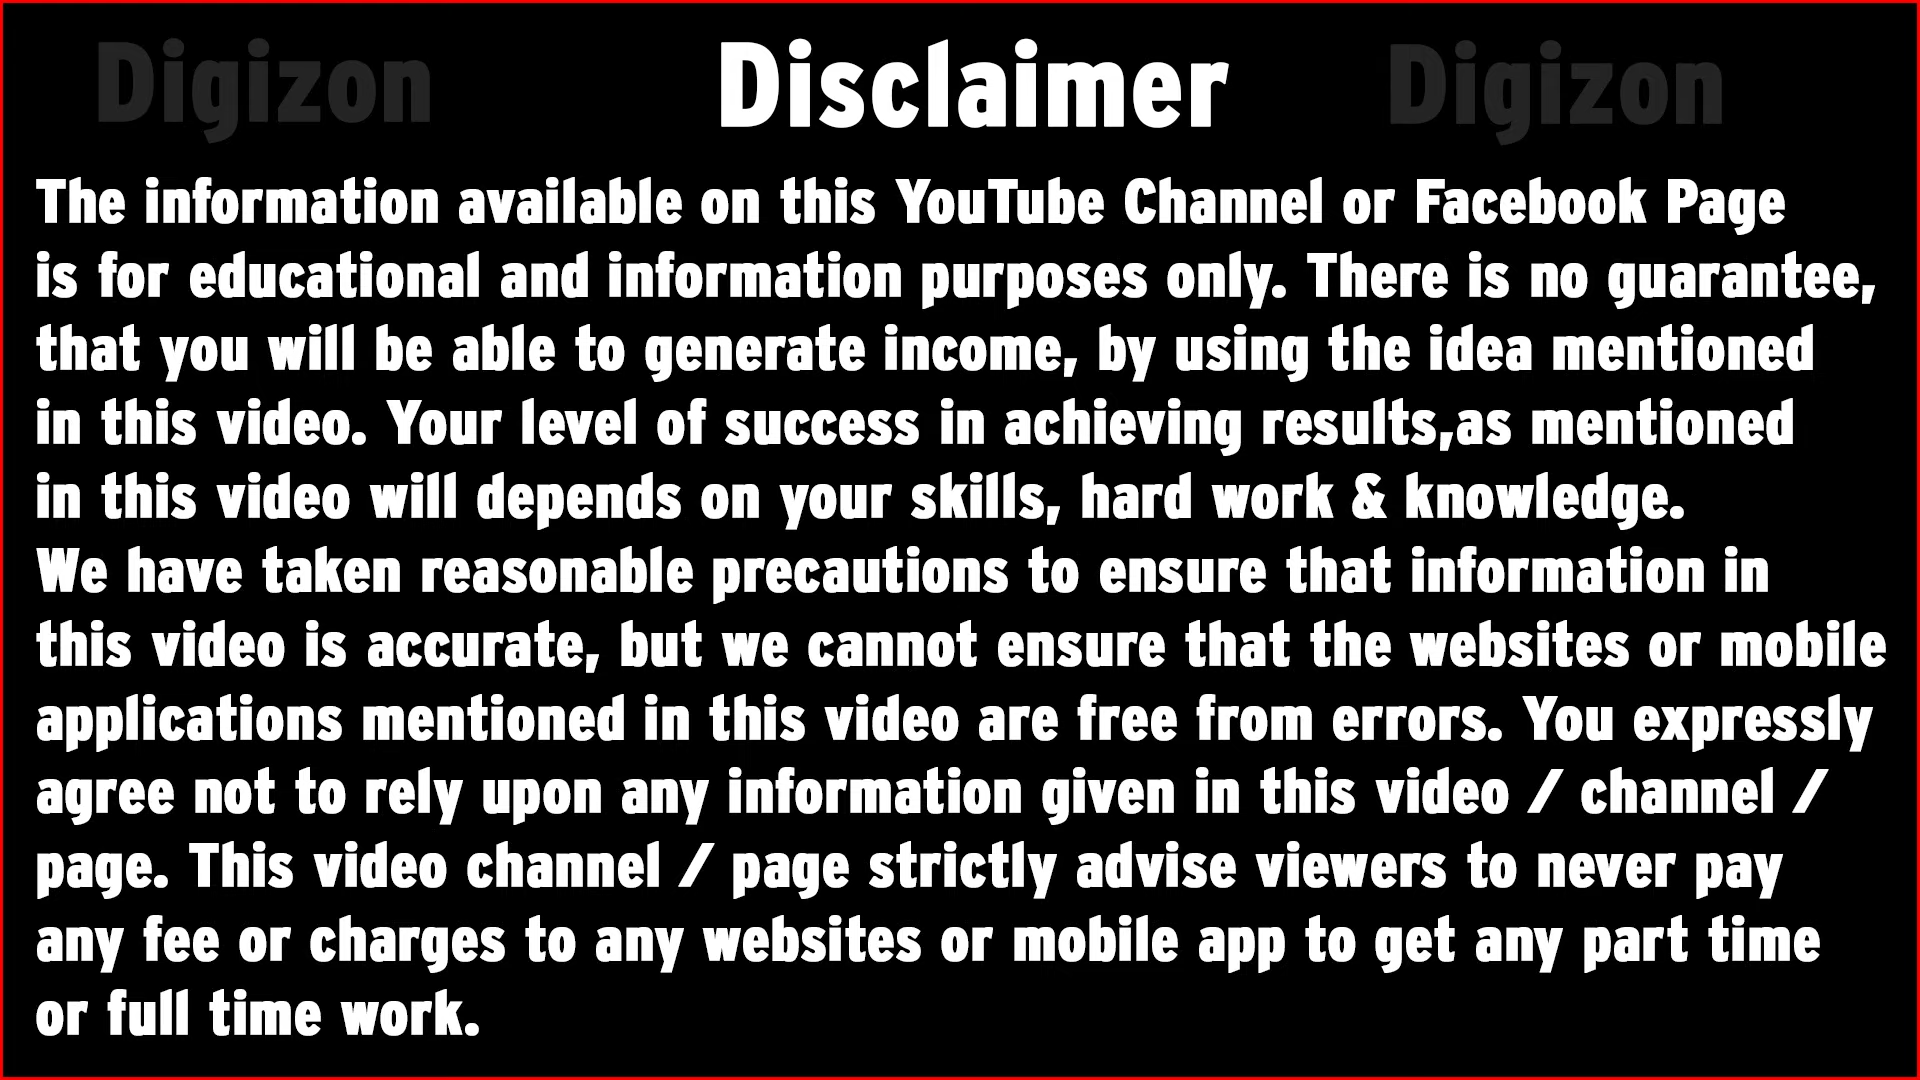 Digizon Disclaimer Digizon
The information available on this YouTube Channel or Facebook Page
is for educational and information purposes only. There is no guarantee,
that you will be able to generate income, by using the idea mentioned
in this video. Your level of success in achieving results,as mentioned
in this video will depends on your skills, hard work & knowledge.
We have taken reasonable precautions to ensure that information in
this video is accurate, but we cannot ensure that the websites or mobile
applications mentioned in this video are free from errors. You expressly
agree not to rely upon any information given in this video / channel /
page. This video channel / page strictly advise viewers to never pay
any fee or charges to any websites or mobile app to get any part time
or full time work.